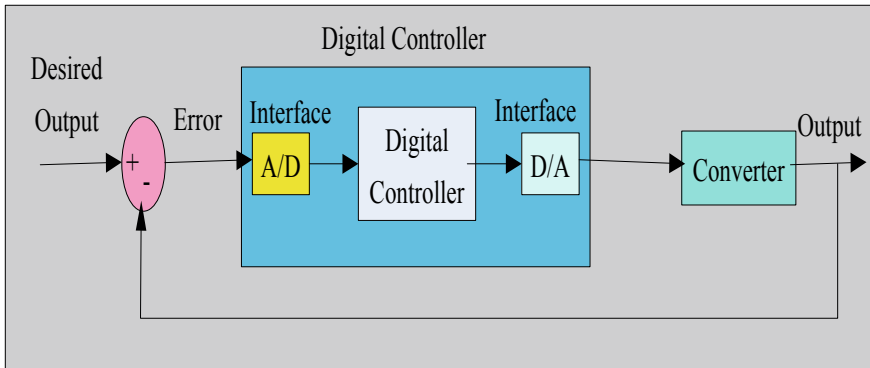 Digital Controller
Desired
Output
Error
+
-
Interface
A/D
Digital
Controller
Interface
D/A
Converter
Output